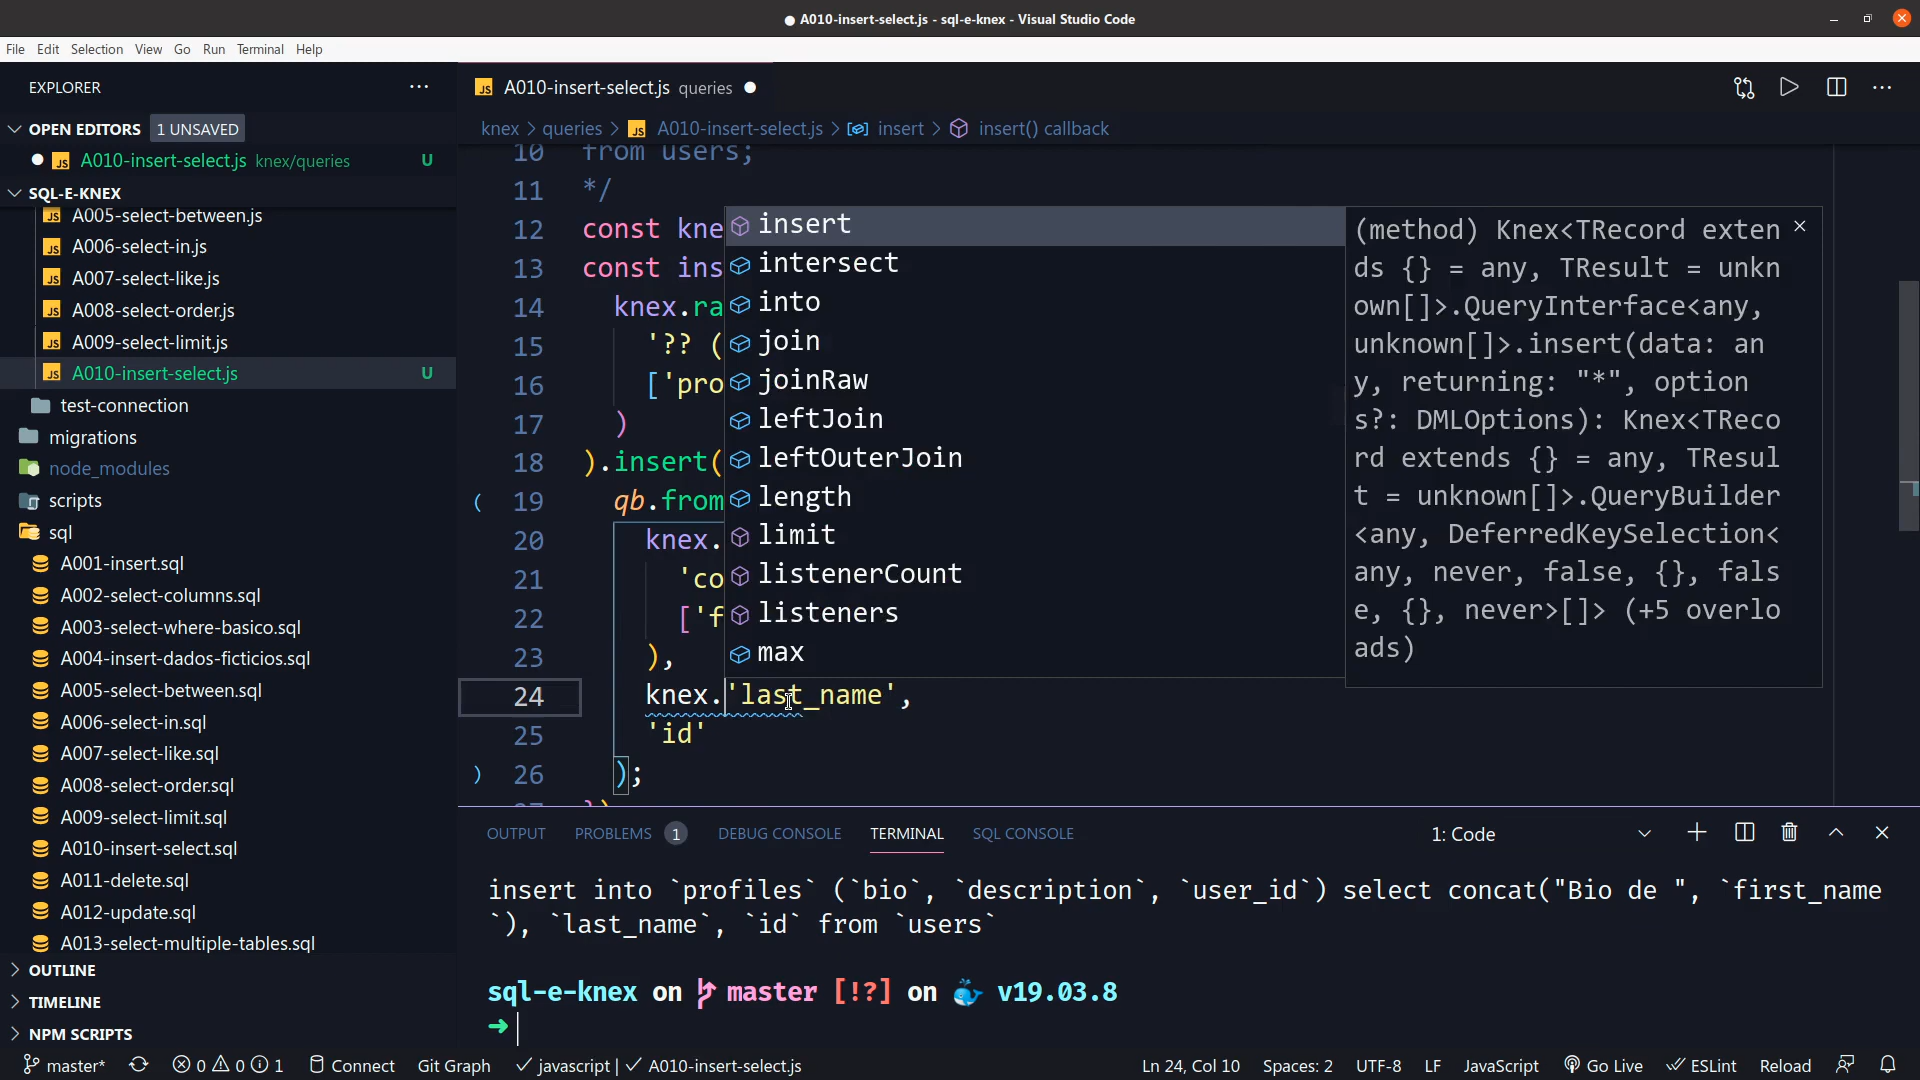 A010-insert-select.js - sql-e-knex - Visual Studio Code
File Edit Selection View Go Run Terminal Help
EXPLORER
OPEN EDITORS 1 UNSAVED
A010-insert-select.js knex/queries U
SQL-E-KNEX
A005-select-between.js
A006-select-in.js
A007-select-like.js
A008-select-order.js
A009-select-limit.js
A010-insert-select.js U
test-connection
migrations
node_modules
scripts
sql
A001-insert.sql
A002-select-columns.sql
A003-select-where-basico.sql
A004-insert-dados-ficticios.sql
A005-select-between.sql
A006-select-in.sql
A007-select-like.sql
A008-select-order.sql
A009-select-limit.sql
A010-insert-select.sql
A011-delete.sql
A012-update.sql
A013-select-multiple-tables.sql
OUTLINE
TIMELINE
NPM SCRIPTS
A010-insert-select.js queries
knex > queries > A010-insert-select.js > insert > insert() callback
10 from users;
11 */
12 const kne
13 const ins
14 knex.ra
15 '?? (
16 ['pro
17 )
18 ).insert(
19 qb.from
20 knex.
21 'co
22 ['f
23 ),
24 knex.'last_name',
25 'id'
26 );
27 })
insert
intersect
into
join
joinRaw
leftJoin
leftOuterJoin
length
limit
listenerCount
listeners
max
(method) Knex<TRecord exten
ds {} = any, TResult = unkn
own[]>.QueryInterface<any,
unknown[]>.insert(data: an
y, returning: "*", option
s?: DMLOptions): Knex<TReco
rd extends {} = any, TResul
t = unknown[]>.QueryBuilder
<any, DeferredKeySelection<
any, never, false, {}, fals
e, {}, never>[]> (+5 overlo
ads)
OUTPUT PROBLEMS 1 DEBUG CONSOLE TERMINAL SQL CONSOLE 1: Code
insert into `profiles` (`bio`, `description`, `user_id`) select concat("Bio de ", `first_name
`), `last_name`, `id` from `users`
sql-e-knex on master [!?] on 🐳 v19.03.8
➜
master* 0 0 1 Connect Git Graph javascript | A010-insert-select.js Ln 24, Col 10 Spaces: 2 UTF-8 LF JavaScript Go Live ESLint Reload